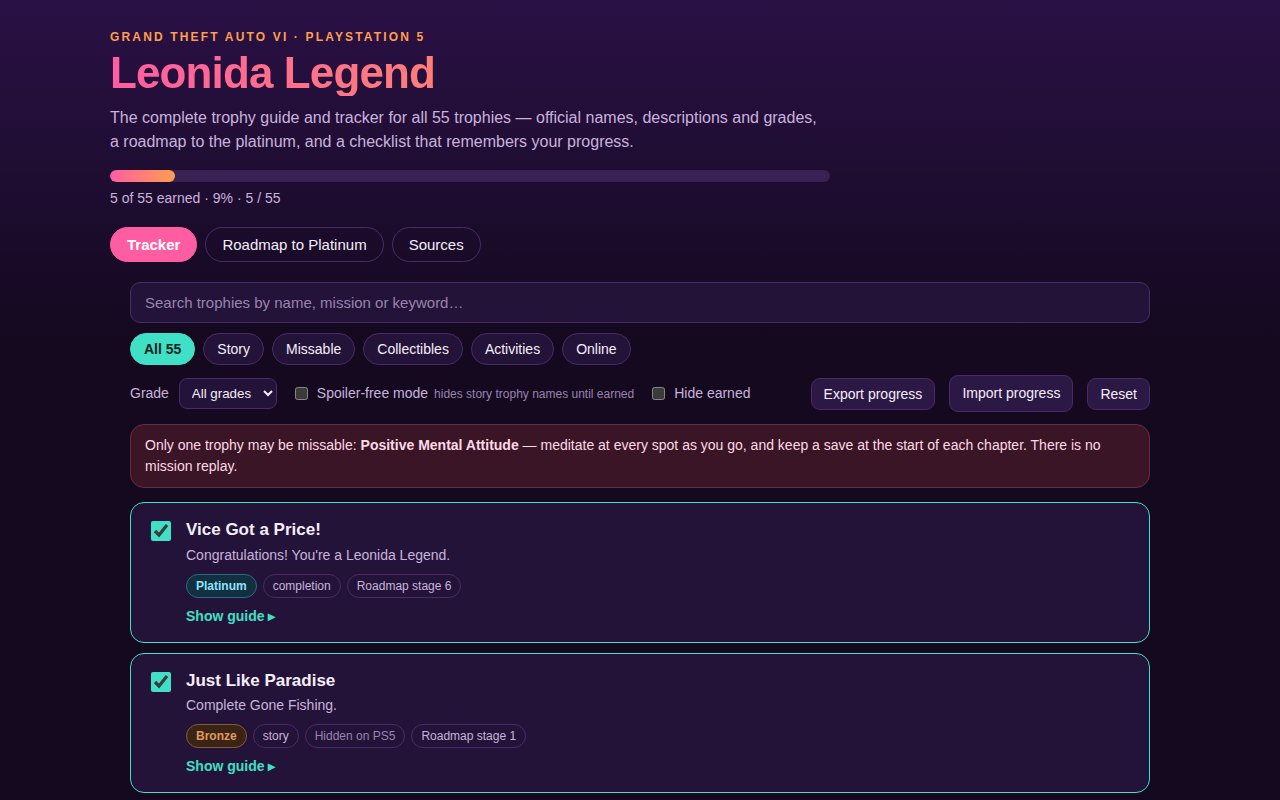 GRAND THEFT AUTO VI · PLAYSTATION 5
Leonida Legend
The complete trophy guide and tracker for all 55 trophies — official names, descriptions and grades,
a roadmap to the platinum, and a checklist that remembers your progress.
5 of 55 earned · 9% · 5 / 55
Tracker Roadmap to Platinum Sources
Search trophies by name, mission or keyword…
All 55 Story Missable Collectibles Activities Online
Grade All grades Spoiler-free mode hides story trophy names until earned Hide earned Export progress Import progress Reset
Only one trophy may be missable: Positive Mental Attitude — meditate at every spot as you go, and keep a save at the start of each chapter. There is no
mission replay.
Vice Got a Price!
Congratulations! You're a Leonida Legend.
Platinum completion Roadmap stage 6
Show guide ▸
Just Like Paradise
Complete Gone Fishing.
Bronze story Hidden on PS5 Roadmap stage 1
Show guide ▸